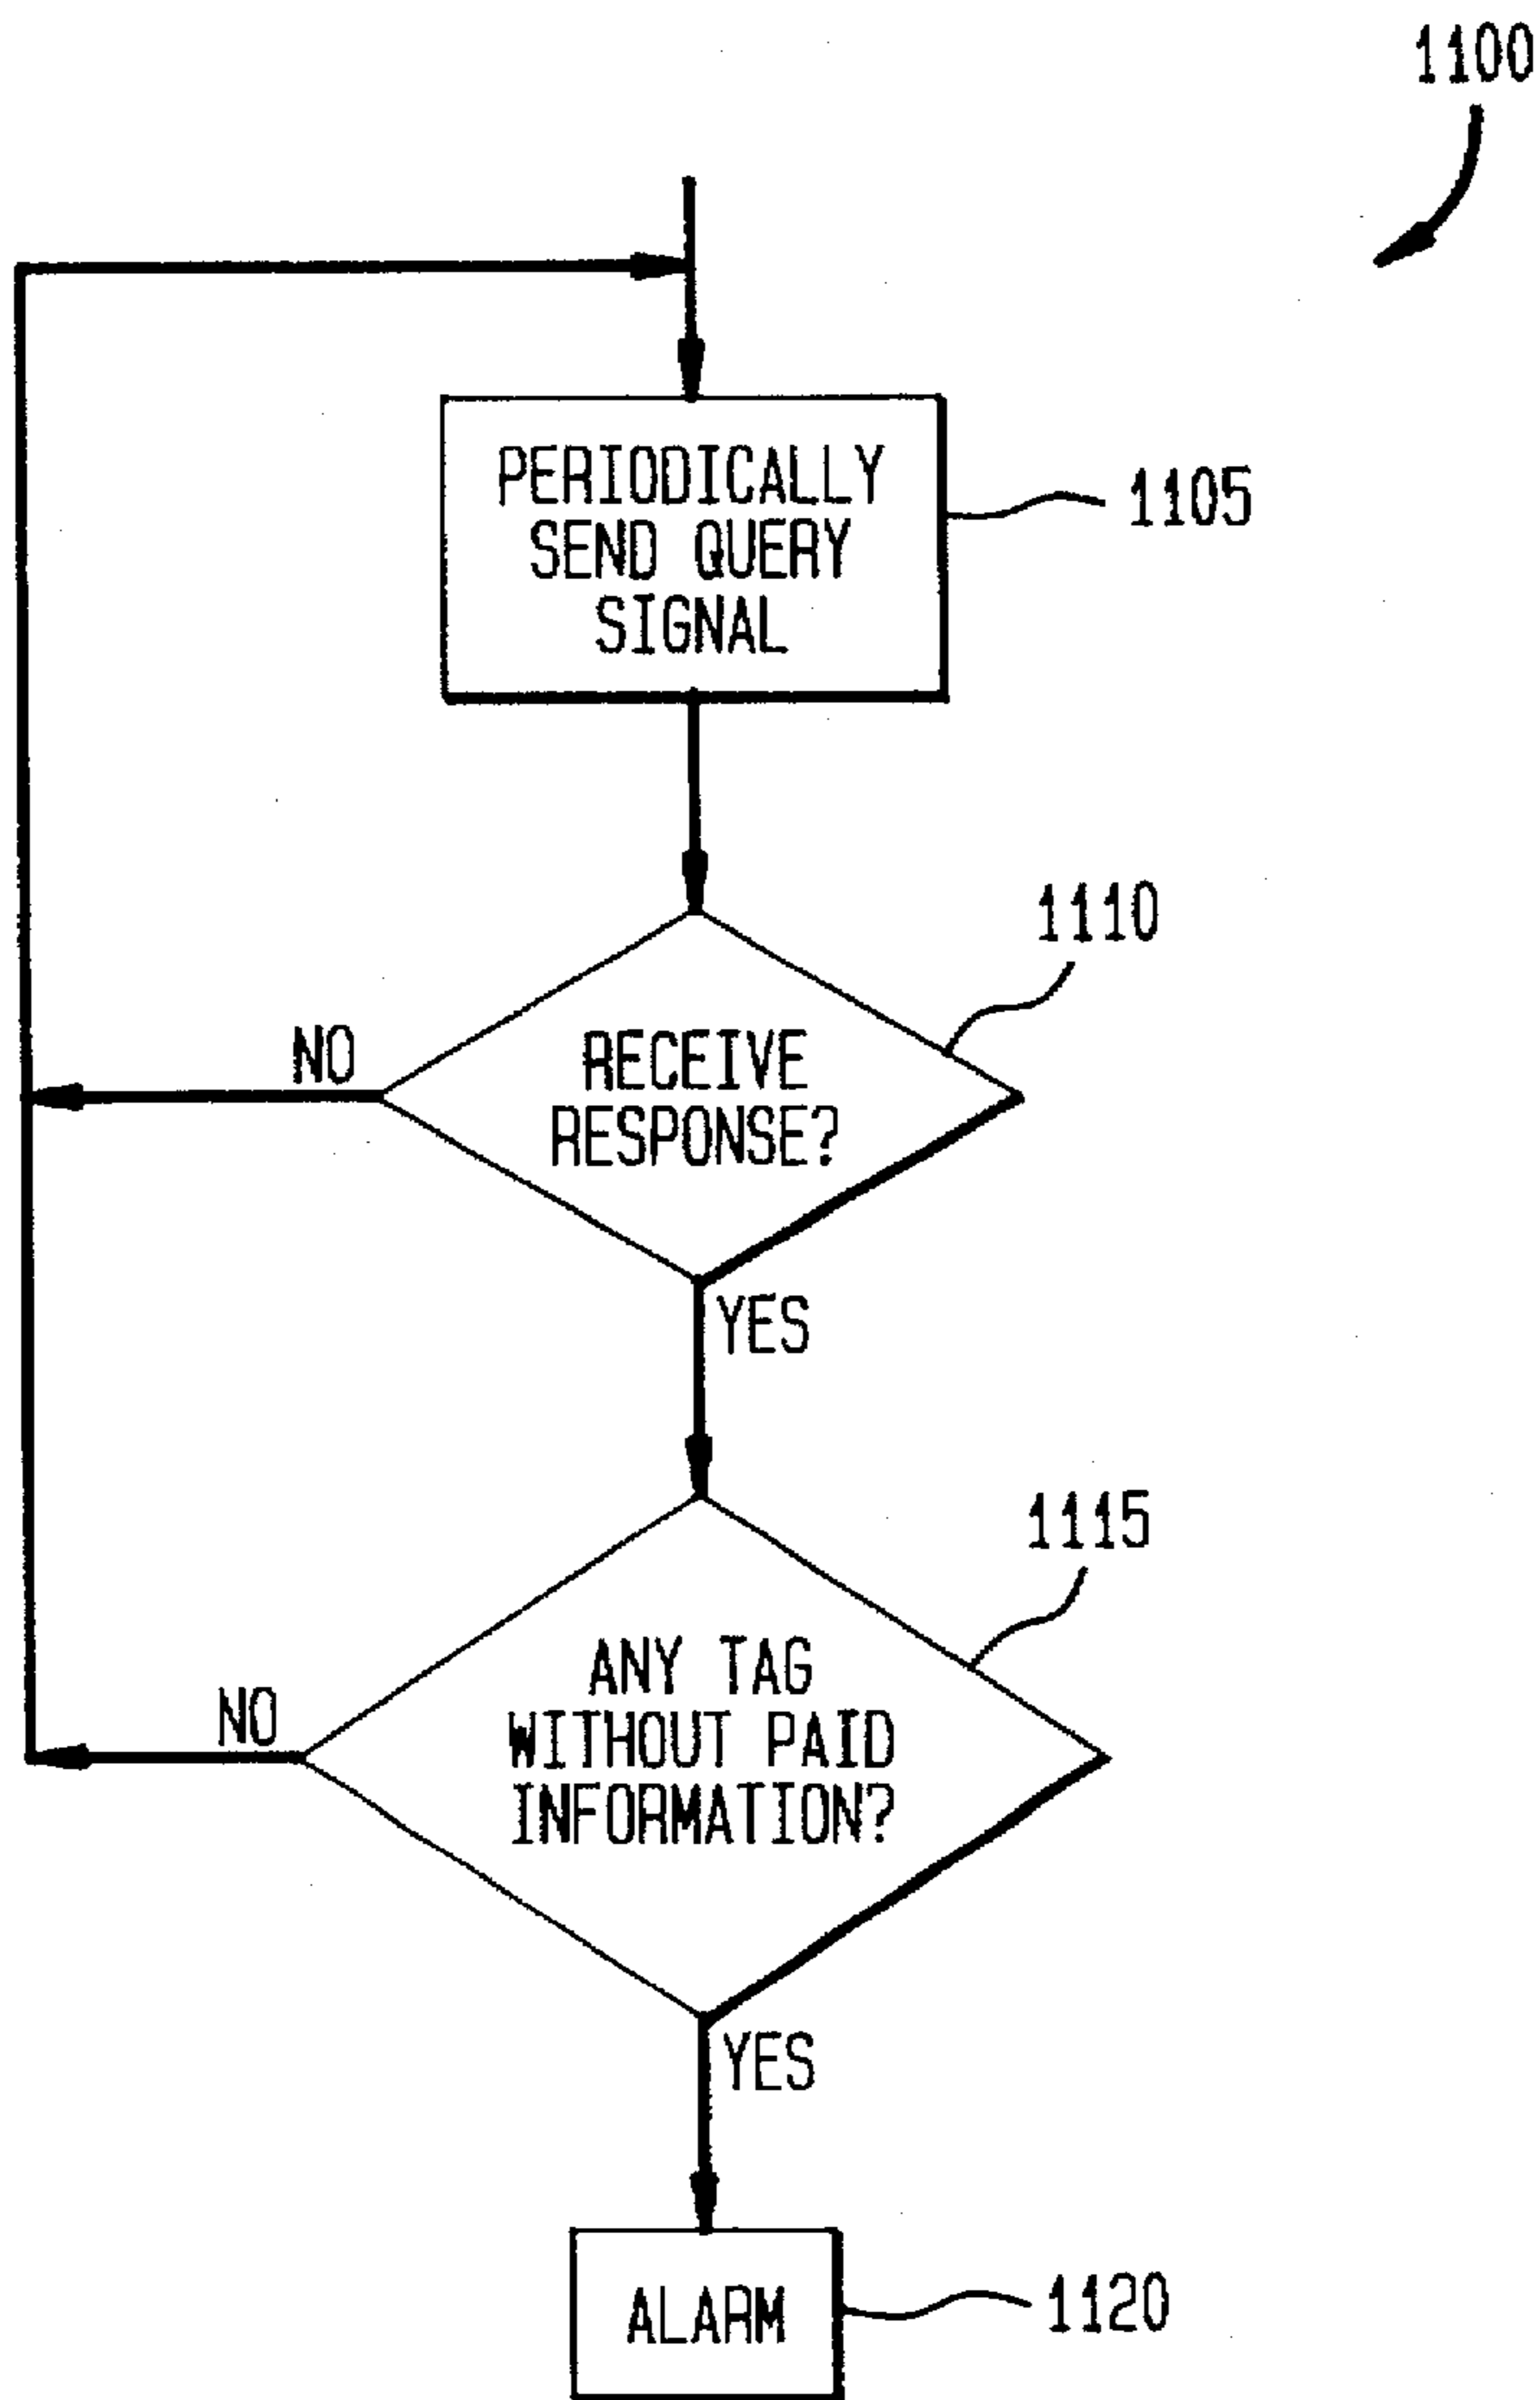 1100
PERIODICALLY
SEND QUERY
SIGNAL
1105
1110
RECEIVE
RESPONSE?
NO
YES
1115
ANY TAG
WITHOUT PAID
INFORMATION?
NO
YES
ALARM
1120